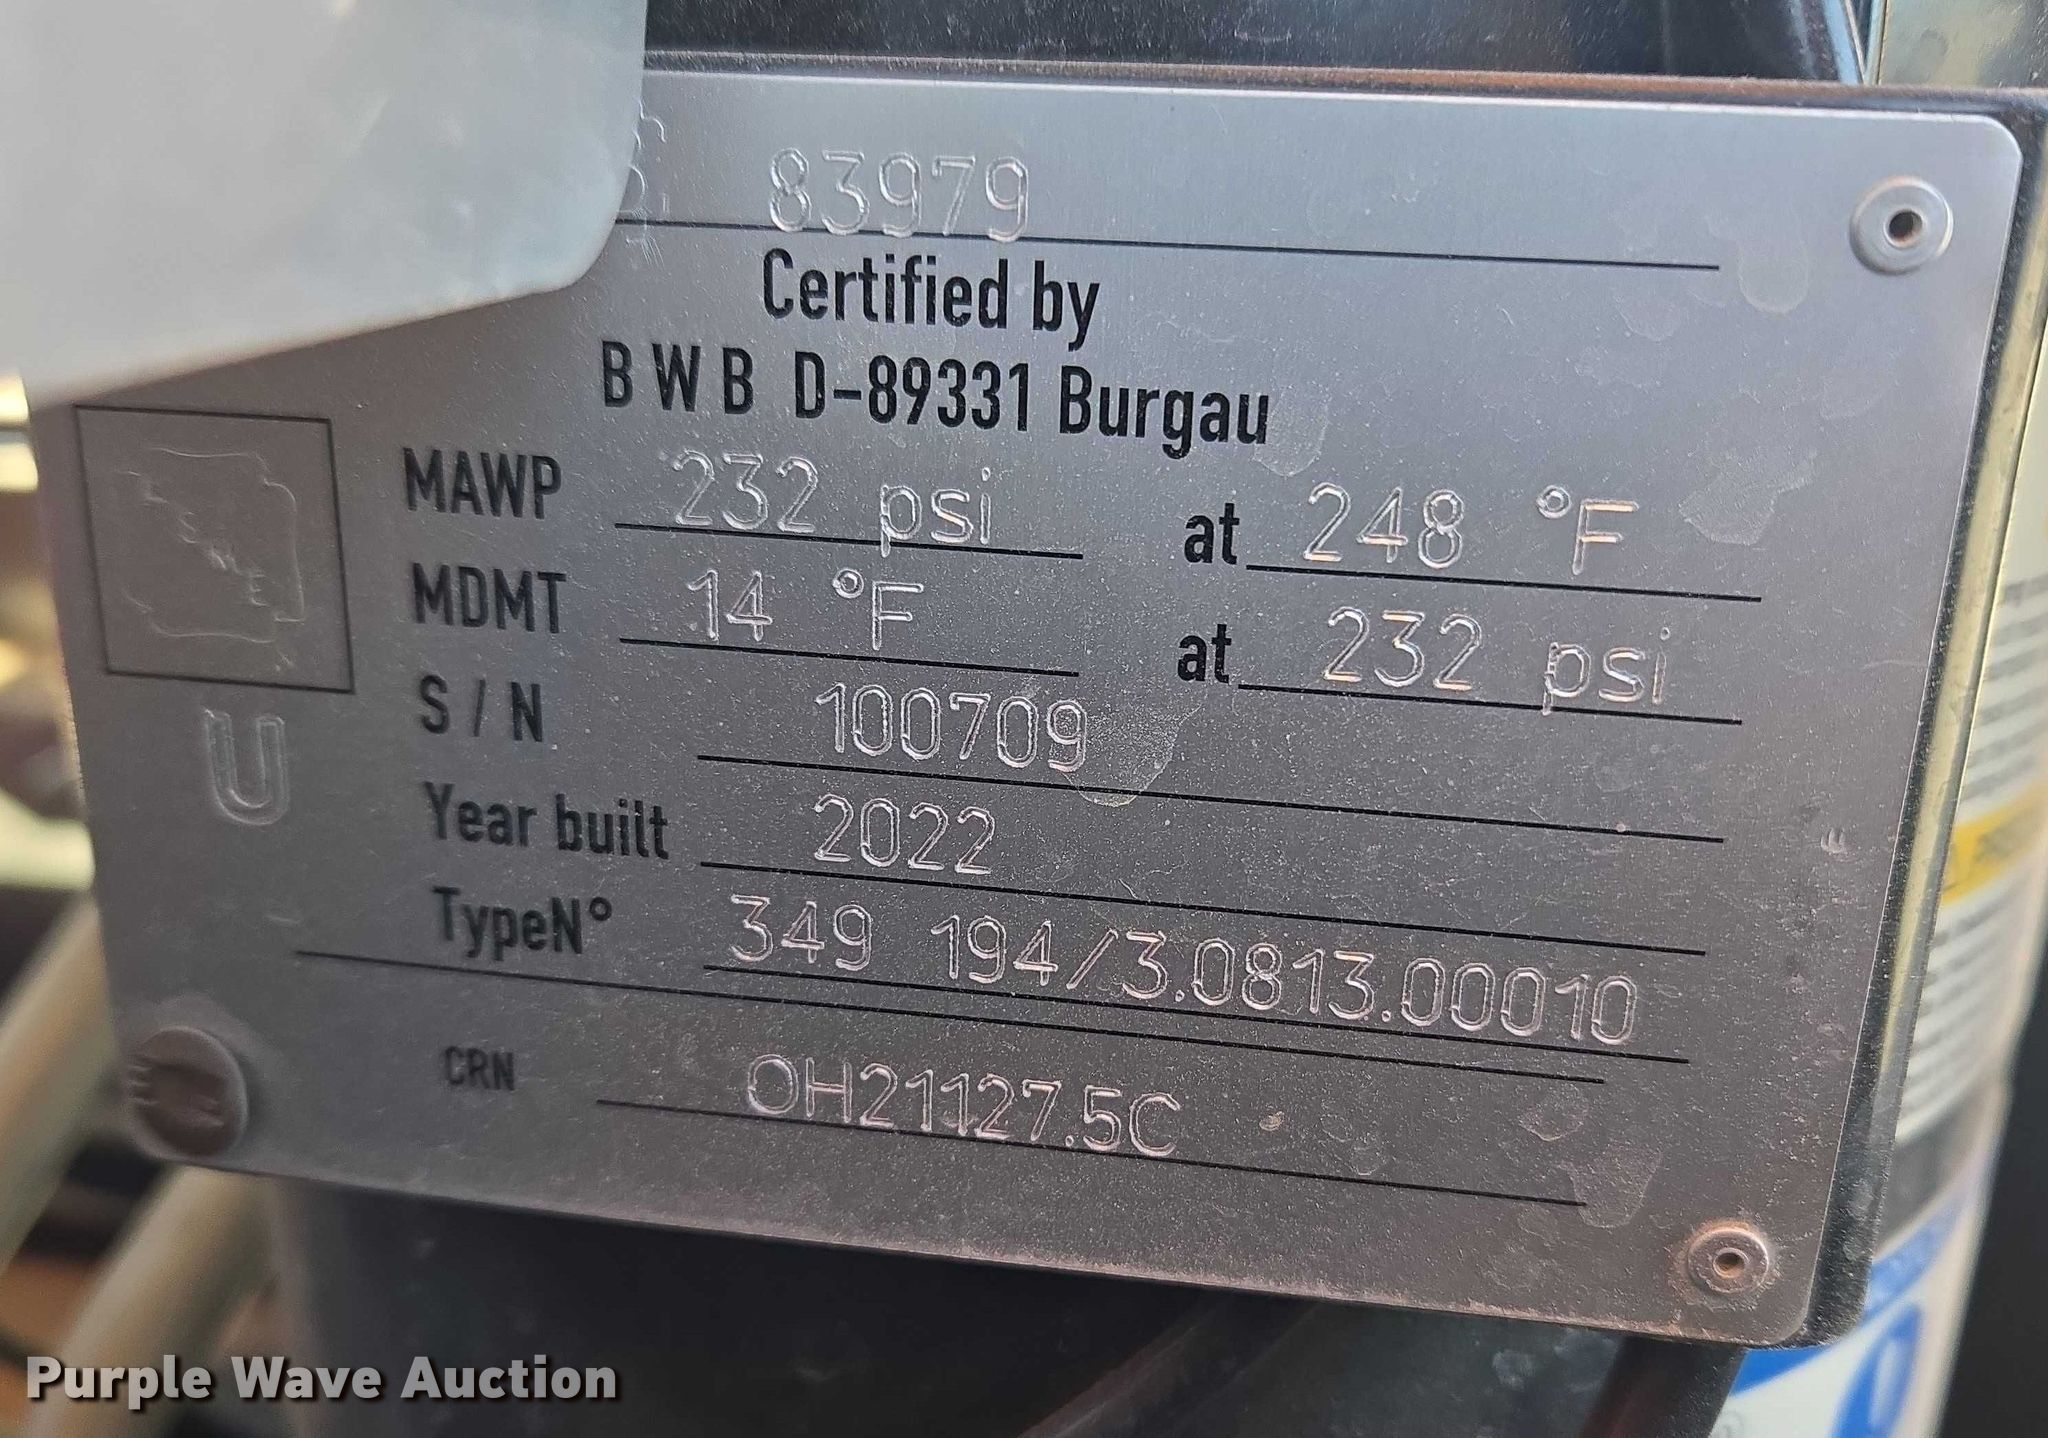 83979
Certified by
B W B D-89331 Burgau
MAWP 232 psi at 248 °F
MDMT 14 °F at 232 psi
S / N 100709
U
Year built 2022
TypeN° 349 194/3.0813.00010
CRN OH21127.5C
Purple Wave Auction